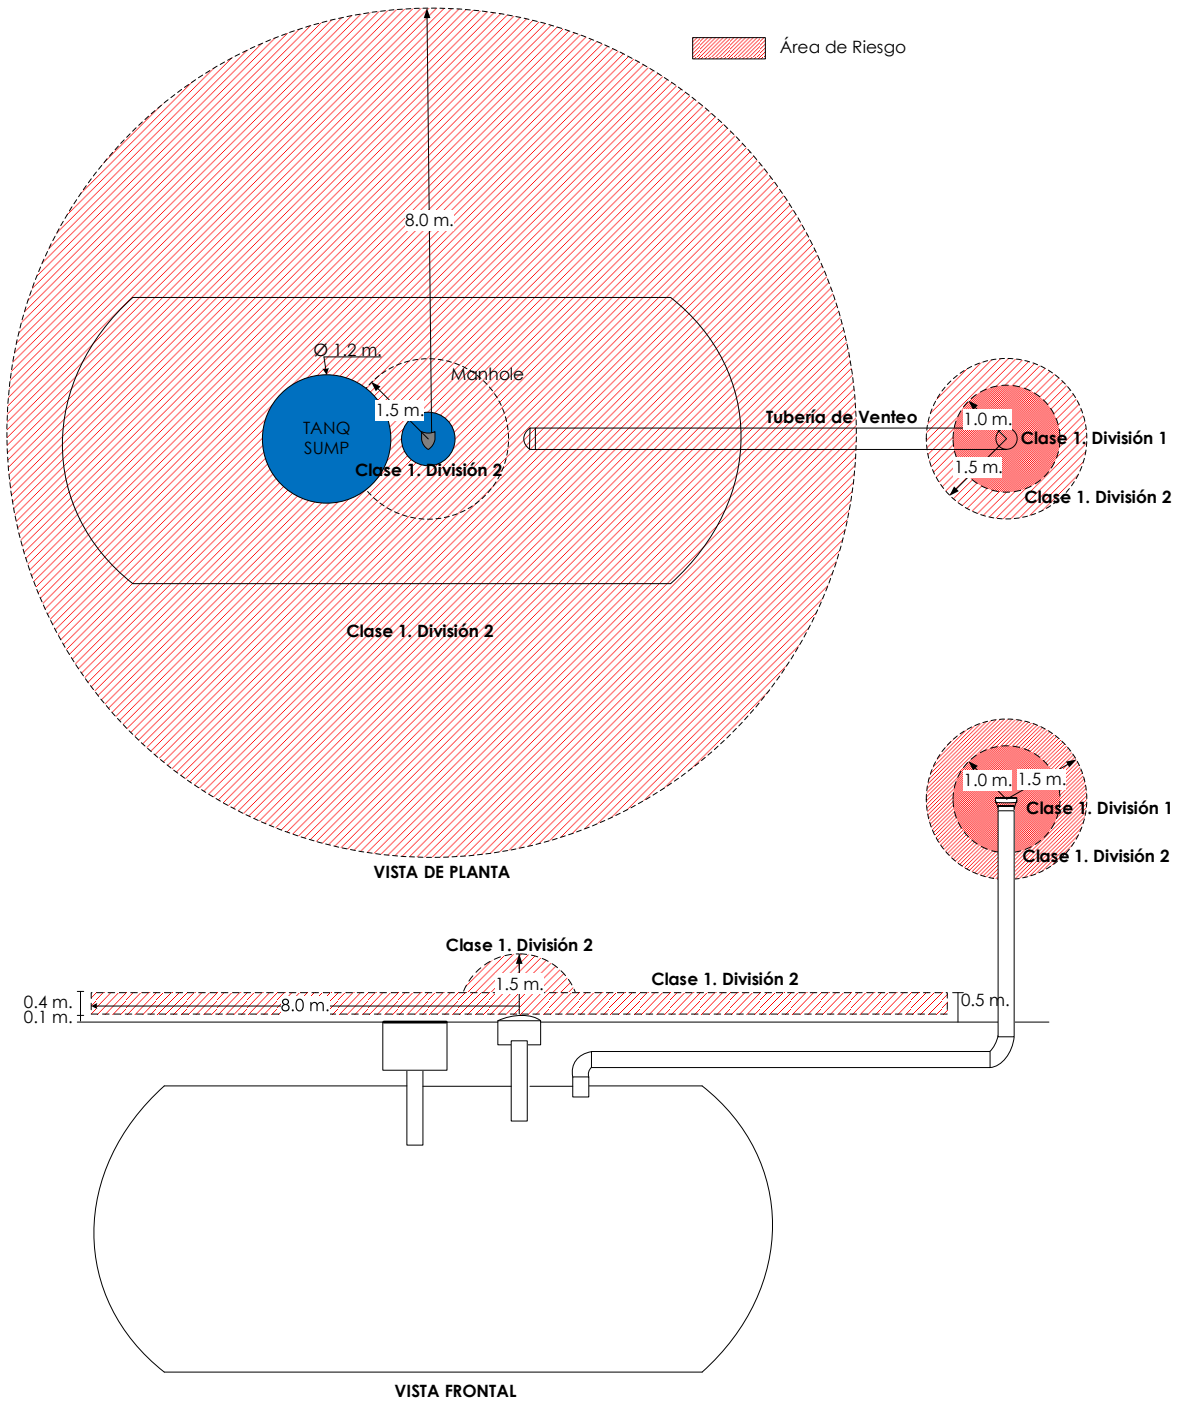 Área de Riesgo
8.0 m.
Ø 1.2 m.
Manhole
1.5 m.
TANQ
SUMP
Clase 1. División 2
Tubería de Venteo
1.0 m.
Clase 1. División 1
1.5 m.
Clase 1. División 2
Clase 1. División 2
1.0 m.
1.5 m.
Clase 1. División 1
Clase 1. División 2
VISTA DE PLANTA
Clase 1. División 2
1.5 m.
Clase 1. División 2
0.4 m.
8.0 m.
0.5 m.
0.1 m.
VISTA FRONTAL